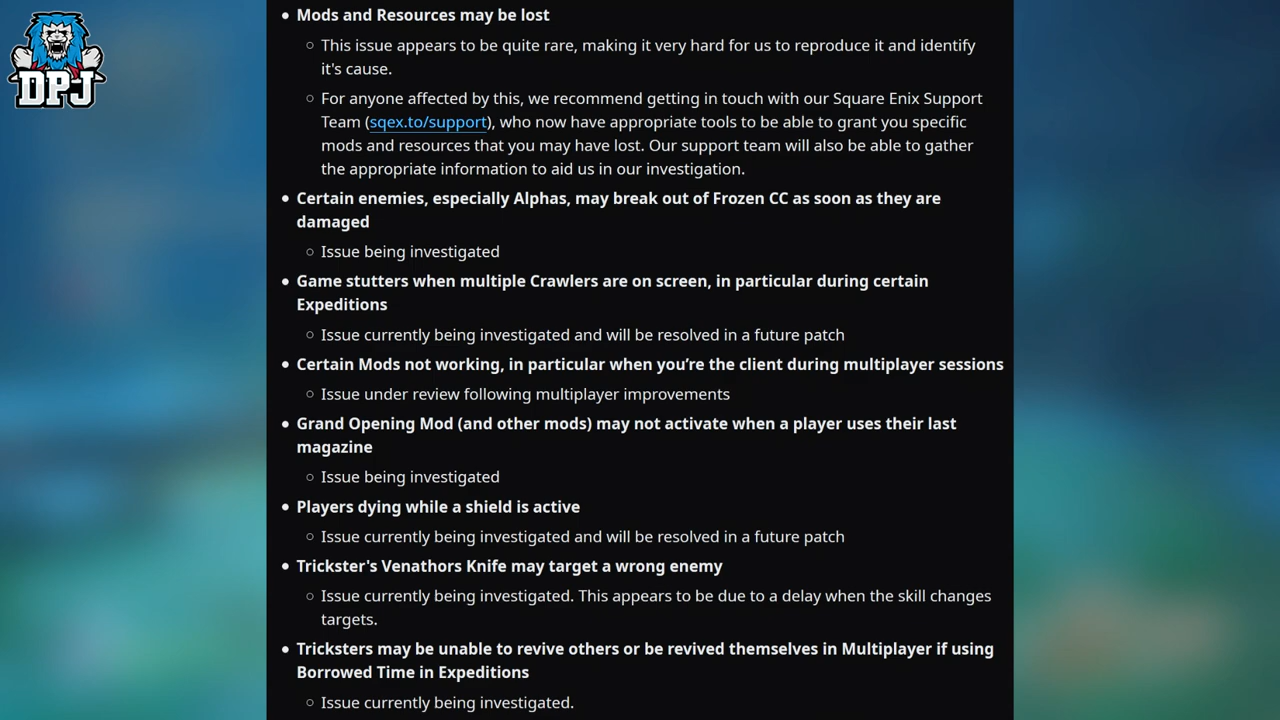 DPJ
• Mods and Resources may be lost
○ This issue appears to be quite rare, making it very hard for us to reproduce it and identify
it's cause.
○ For anyone affected by this, we recommend getting in touch with our Square Enix Support
Team (sqex.to/support), who now have appropriate tools to be able to grant you specific
mods and resources that you may have lost. Our support team will also be able to gather
the appropriate information to aid us in our investigation.
• Certain enemies, especially Alphas, may break out of Frozen CC as soon as they are
damaged
○ Issue being investigated
• Game stutters when multiple Crawlers are on screen, in particular during certain
Expeditions
○ Issue currently being investigated and will be resolved in a future patch
• Certain Mods not working, in particular when you’re the client during multiplayer sessions
○ Issue under review following multiplayer improvements
• Grand Opening Mod (and other mods) may not activate when a player uses their last
magazine
○ Issue being investigated
• Players dying while a shield is active
○ Issue currently being investigated and will be resolved in a future patch
• Trickster's Venathors Knife may target a wrong enemy
○ Issue currently being investigated. This appears to be due to a delay when the skill changes
targets.
• Tricksters may be unable to revive others or be revived themselves in Multiplayer if using
Borrowed Time in Expeditions
○ Issue currently being investigated.